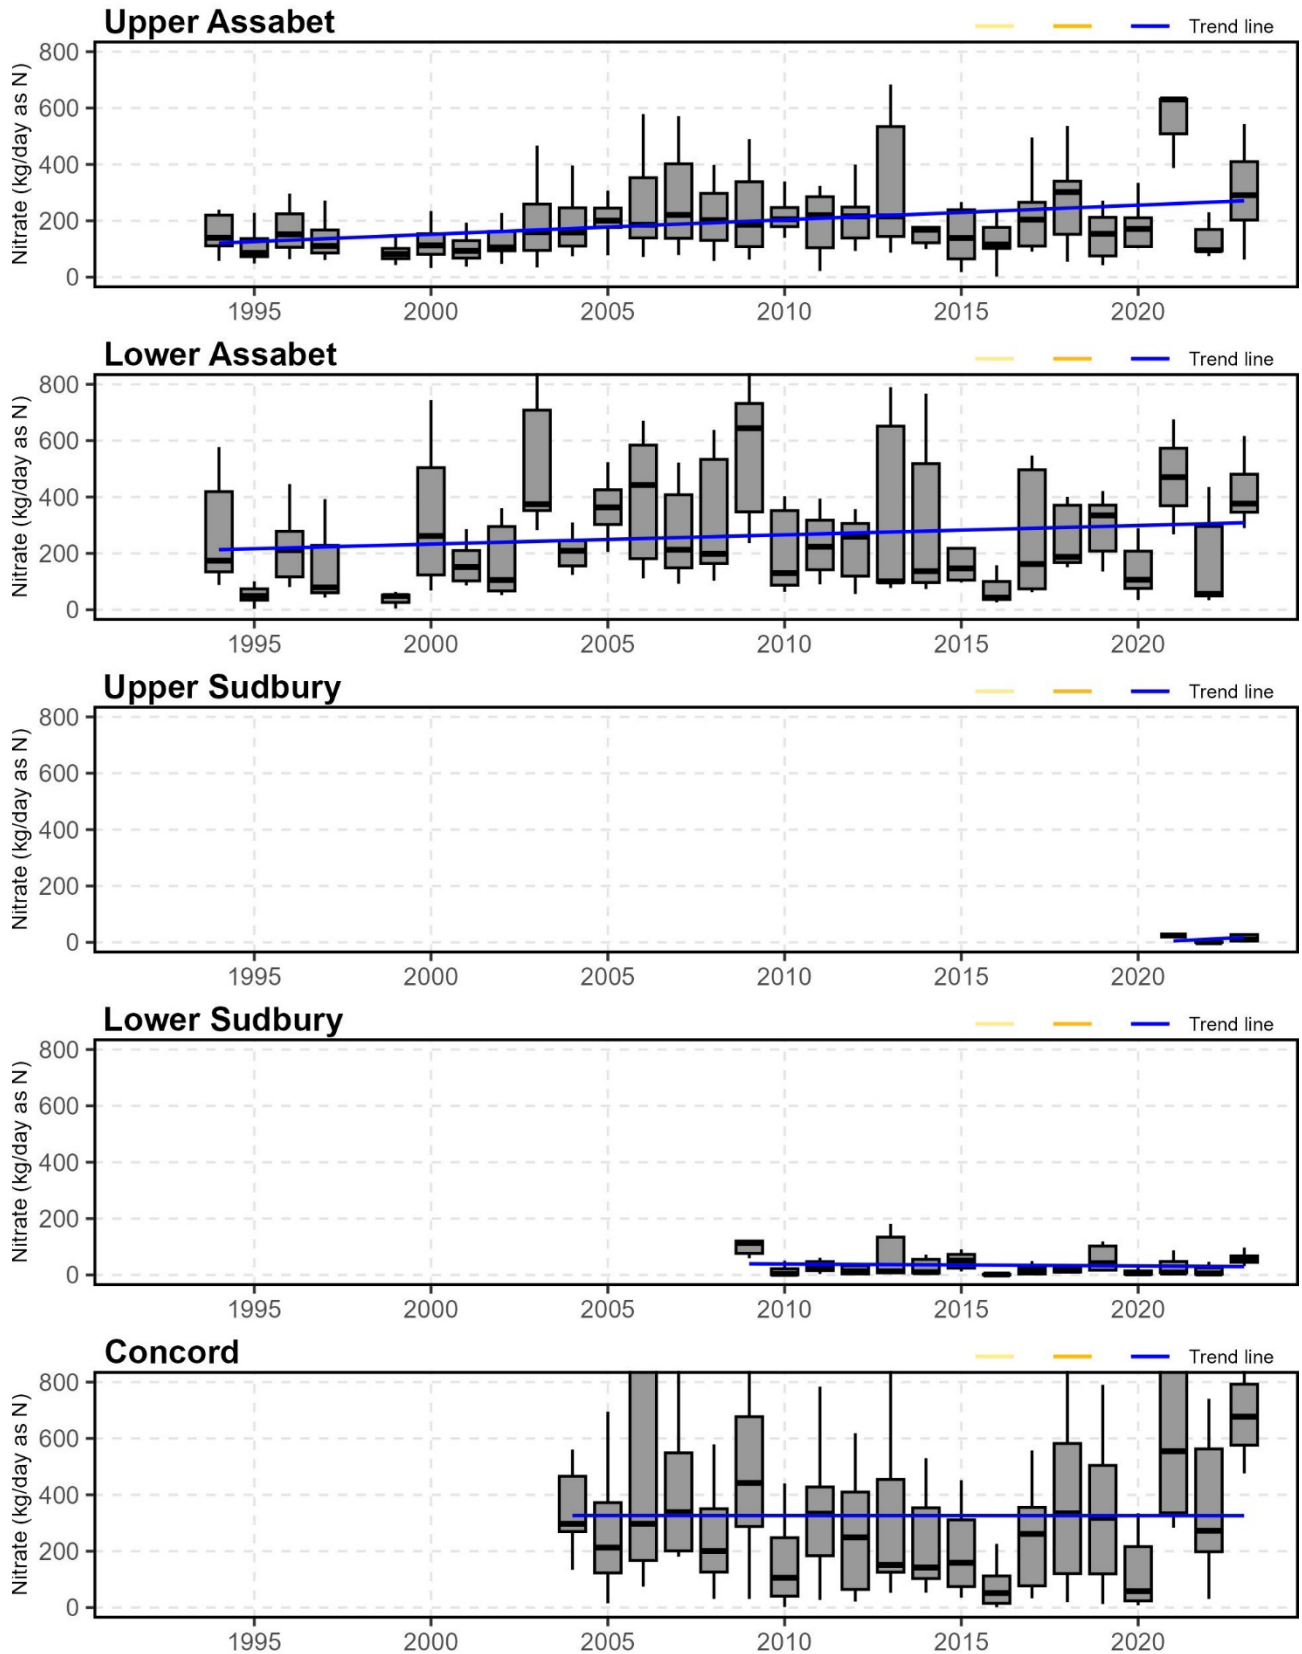 Upper Assabet
Trend line
Nitrate (kg/day as N)
800
600
400
200
0
1995 2000 2005 2010 2015 2020
Lower Assabet
Trend line
Nitrate (kg/day as N)
800
600
400
200
0
1995 2000 2005 2010 2015 2020
Upper Sudbury
Trend line
Nitrate (kg/day as N)
800
600
400
200
0
1995 2000 2005 2010 2015 2020
Lower Sudbury
Trend line
Nitrate (kg/day as N)
800
600
400
200
0
1995 2000 2005 2010 2015 2020
Concord
Trend line
Nitrate (kg/day as N)
800
600
400
200
0
1995 2000 2005 2010 2015 2020